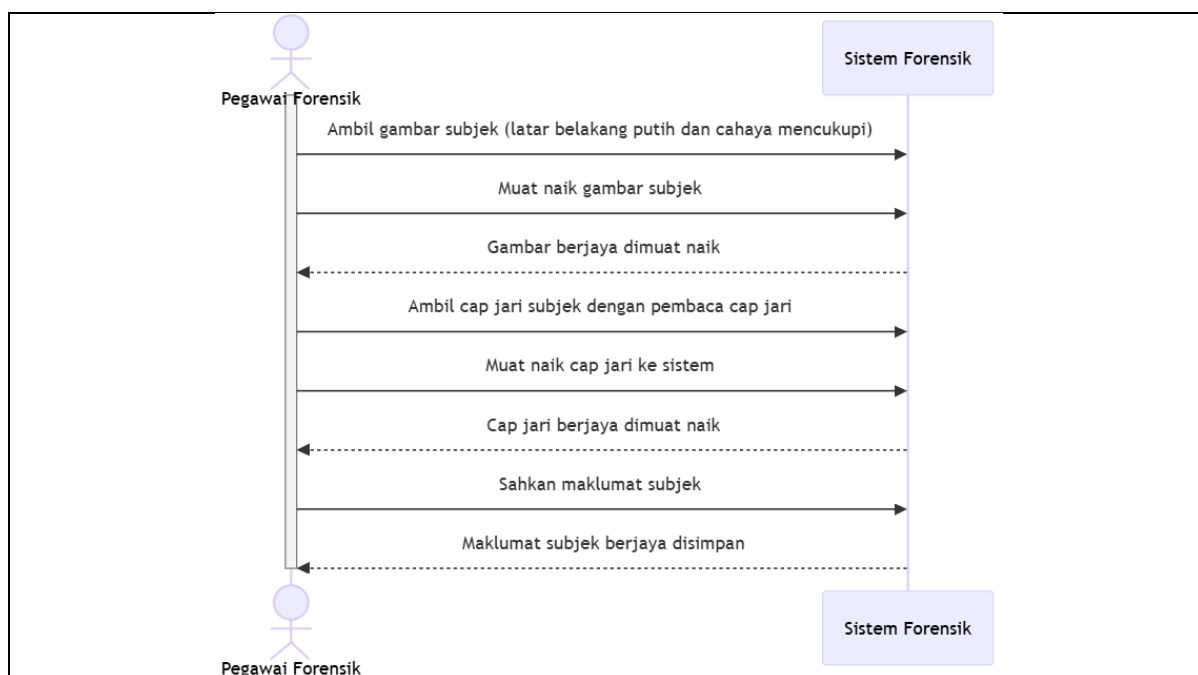 Sistem Forensik
Pegawai Forensik
Ambil gambar subjek (latar belakang putih dan cahaya mencukupi)
Muat naik gambar subjek
Gambar berjaya dimuat naik
Ambil cap jari subjek dengan pembaca cap jari
Muat naik cap jari ke sistem
Cap jari berjaya dimuat naik
Sahkan maklumat subjek
Maklumat subjek berjaya disimpan
Sistem Forensik
Pegawai Forensik